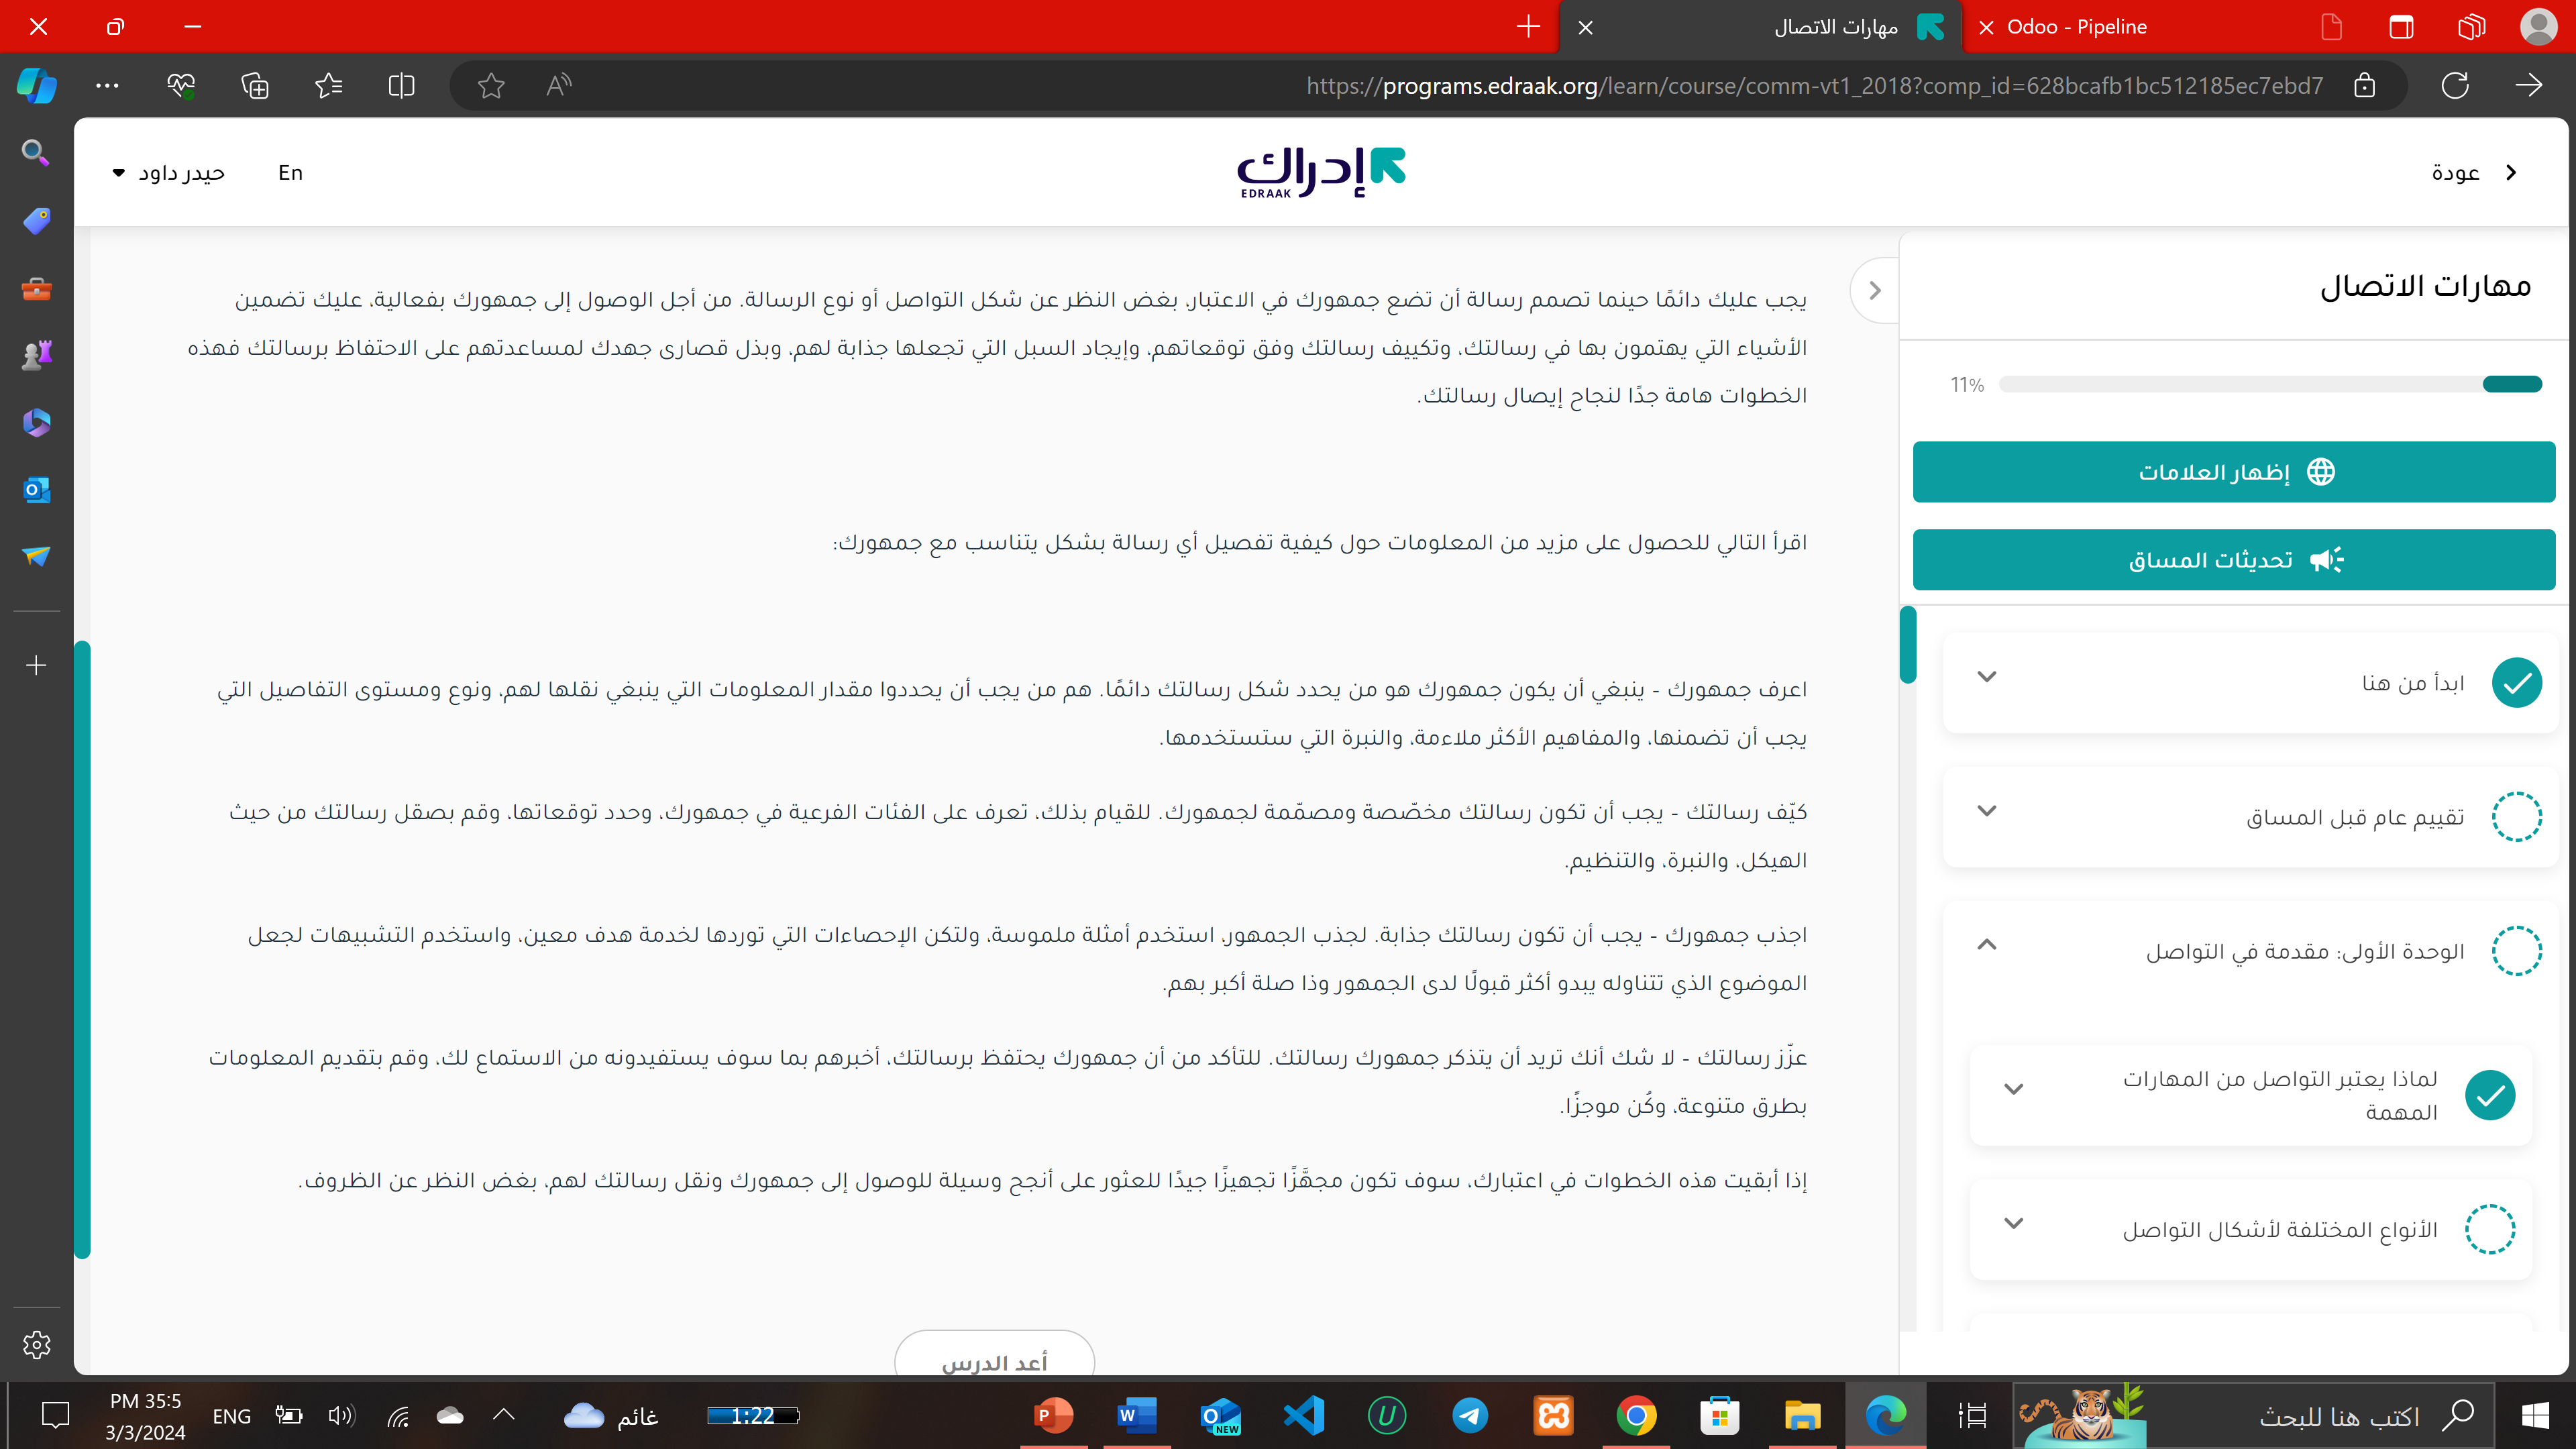 مهارات الاتصال
Odoo - Pipeline
https://programs.edraak.org/learn/course/comm-vt1_2018?comp_id=628bcafb1bc512185ec7ebd7
عودة
إدراك
EDRAAK
En
حيدر داود
مهارات الاتصال
11%
إظهار العلامات
تحديثات المساق
ابدأ من هنا
تقييم عام قبل المساق
الوحدة الأولى: مقدمة في التواصل
لماذا يعتبر التواصل من المهارات
المهمة
الأنواع المختلفة لأشكال التواصل
يجب عليك دائمًا حينما تصمم رسالة أن تضع جمهورك في الاعتبار، بغض النظر عن شكل التواصل أو نوع الرسالة. من أجل الوصول إلى جمهورك بفعالية، عليك تضمين
الأشياء التي يهتمون بها في رسالتك، وتكييف رسالتك وفق توقعاتهم، وإيجاد السبل التي تجعلها جذابة لهم، وبذل قصارى جهدك لمساعدتهم على الاحتفاظ برسالتك فهذه
الخطوات هامة جدًا لنجاح إيصال رسالتك.
اقرأ التالي للحصول على مزيد من المعلومات حول كيفية تفصيل أي رسالة بشكل يتناسب مع جمهورك:
اعرف جمهورك - ينبغي أن يكون جمهورك هو من يحدد شكل رسالتك دائمًا. هم من يجب أن يحددوا مقدار المعلومات التي ينبغي نقلها لهم، ونوع ومستوى التفاصيل التي
يجب أن تضمنها، والمفاهيم الأكثر ملاءمة، والنبرة التي ستستخدمها.
كيّف رسالتك - يجب أن تكون رسالتك مخصّصة ومصمّمة لجمهورك. للقيام بذلك، تعرف على الفئات الفرعية في جمهورك، وحدد توقعاتها، وقم بصقل رسالتك من حيث
الهيكل، والنبرة، والتنظيم.
اجذب جمهورك - يجب أن تكون رسالتك جذابة. لجذب الجمهور، استخدم أمثلة ملموسة، ولتكن الإحصاءات التي توردها لخدمة هدف معين، واستخدم التشبيهات لجعل
الموضوع الذي تتناوله يبدو أكثر قبولًا لدى الجمهور وذا صلة أكبر بهم.
عزّز رسالتك - لا شك أنك تريد أن يتذكر جمهورك رسالتك. للتأكد من أن جمهورك يحتفظ برسالتك، أخبرهم بما سوف يستفيدونه من الاستماع لك، وقم بتقديم المعلومات
بطرق متنوعة، وكُن موجزًا.
إذا أبقيت هذه الخطوات في اعتبارك، سوف تكون مجهَّزًا تجهيزًا جيدًا للعثور على أنجح وسيلة للوصول إلى جمهورك ونقل رسالتك لهم، بغض النظر عن الظروف.
أعد الدرس
اكتب هنا للبحث
NEW
1:22
غائم
ENG
PM 35:5
3/3/2024